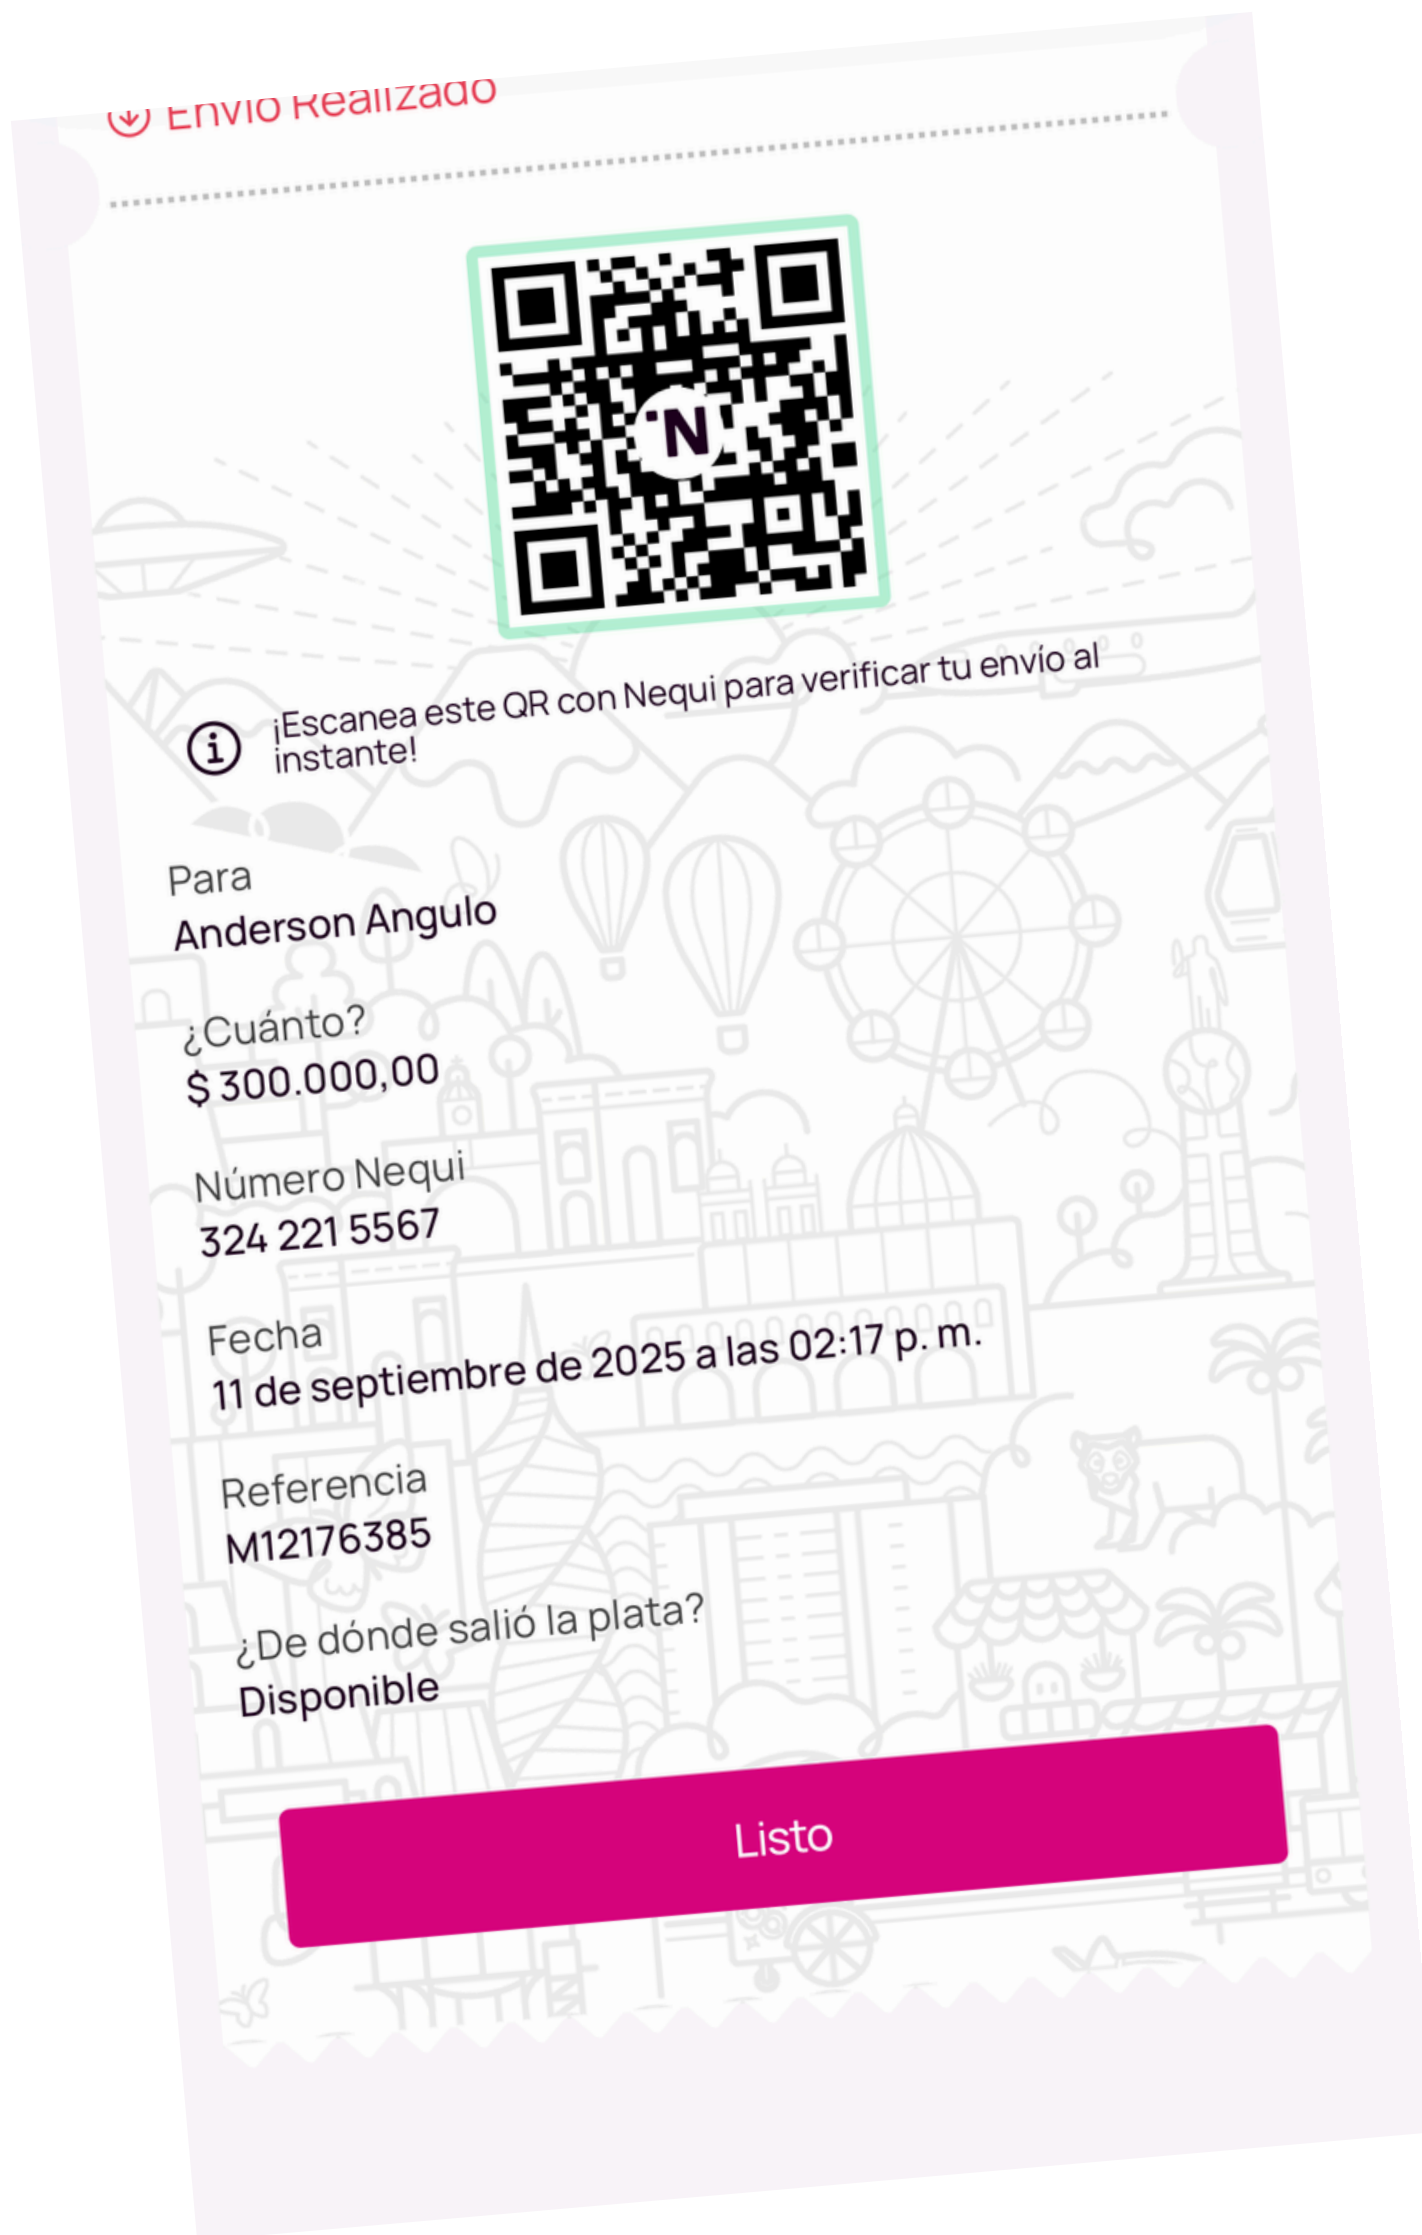 Envío Realizado
N
¡Escanea este QR con Nequi para verificar tu envío al
instante!
Para
Anderson Angulo
¿Cuánto?
$ 300.000,00
Número Nequi
324 221 5567
Fecha
11 de septiembre de 2025 a las 02:17 p. m.
Referencia
M12176385
¿De dónde salió la plata?
Disponible
Listo